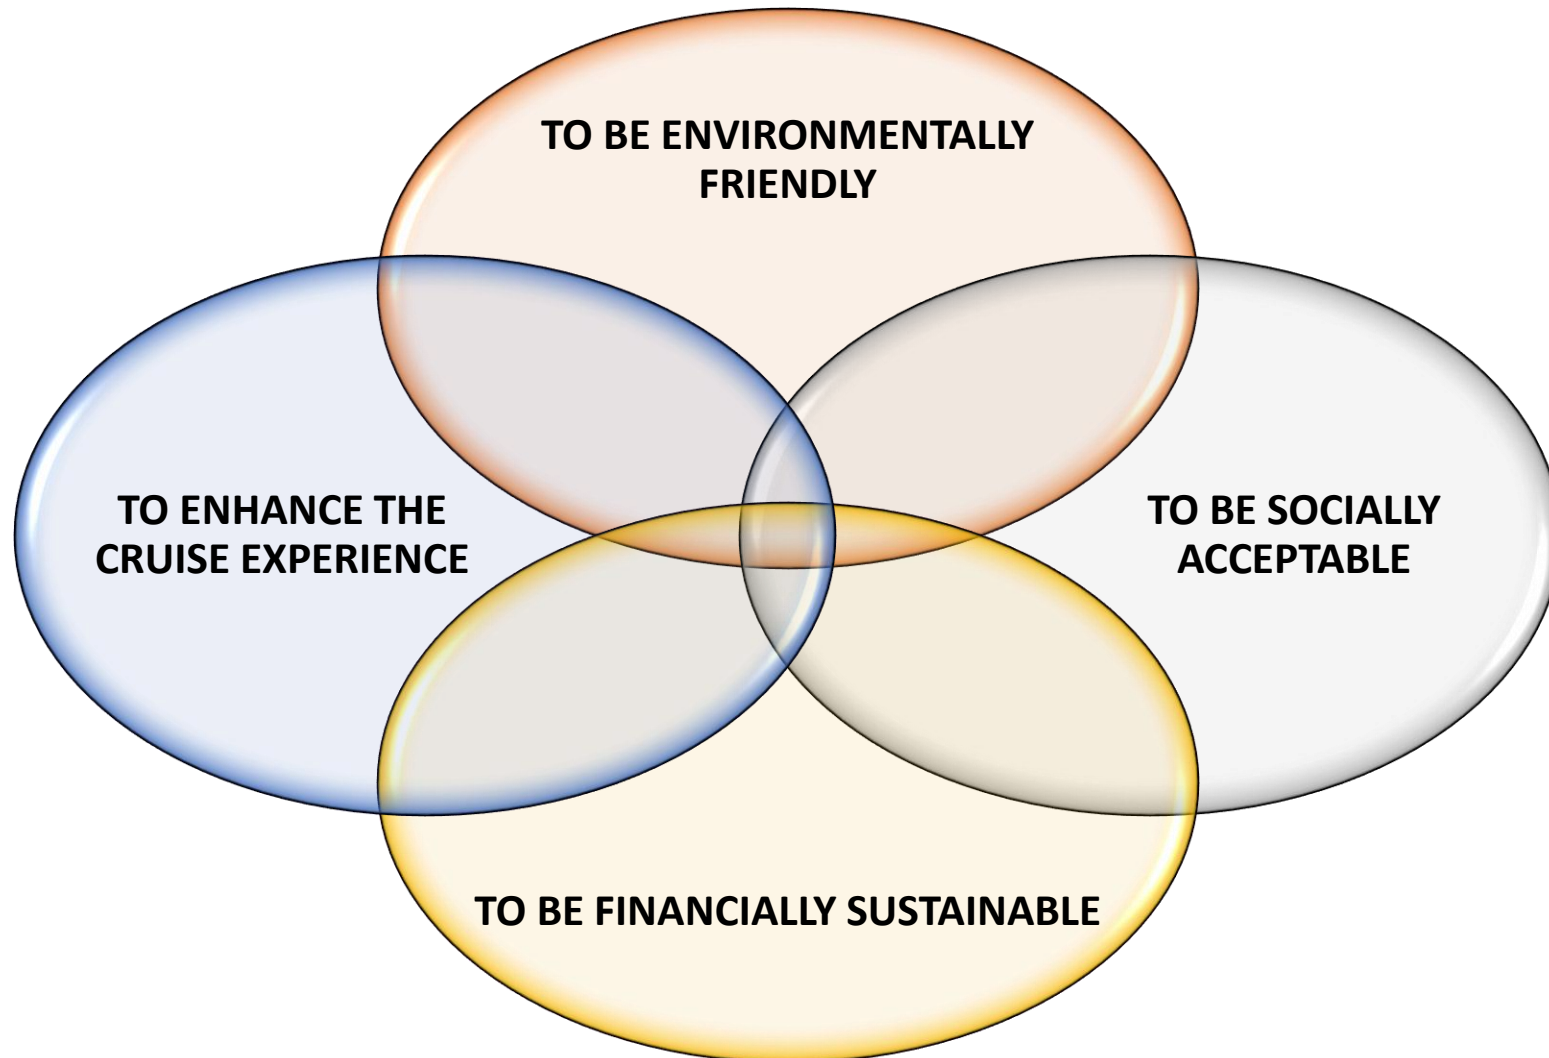 TO BE ENVIRONMENTALLY
FRIENDLY
TO ENHANCE THE
CRUISE EXPERIENCE
TO BE SOCIALLY
ACCEPTABLE
TO BE FINANCIALLY SUSTAINABLE